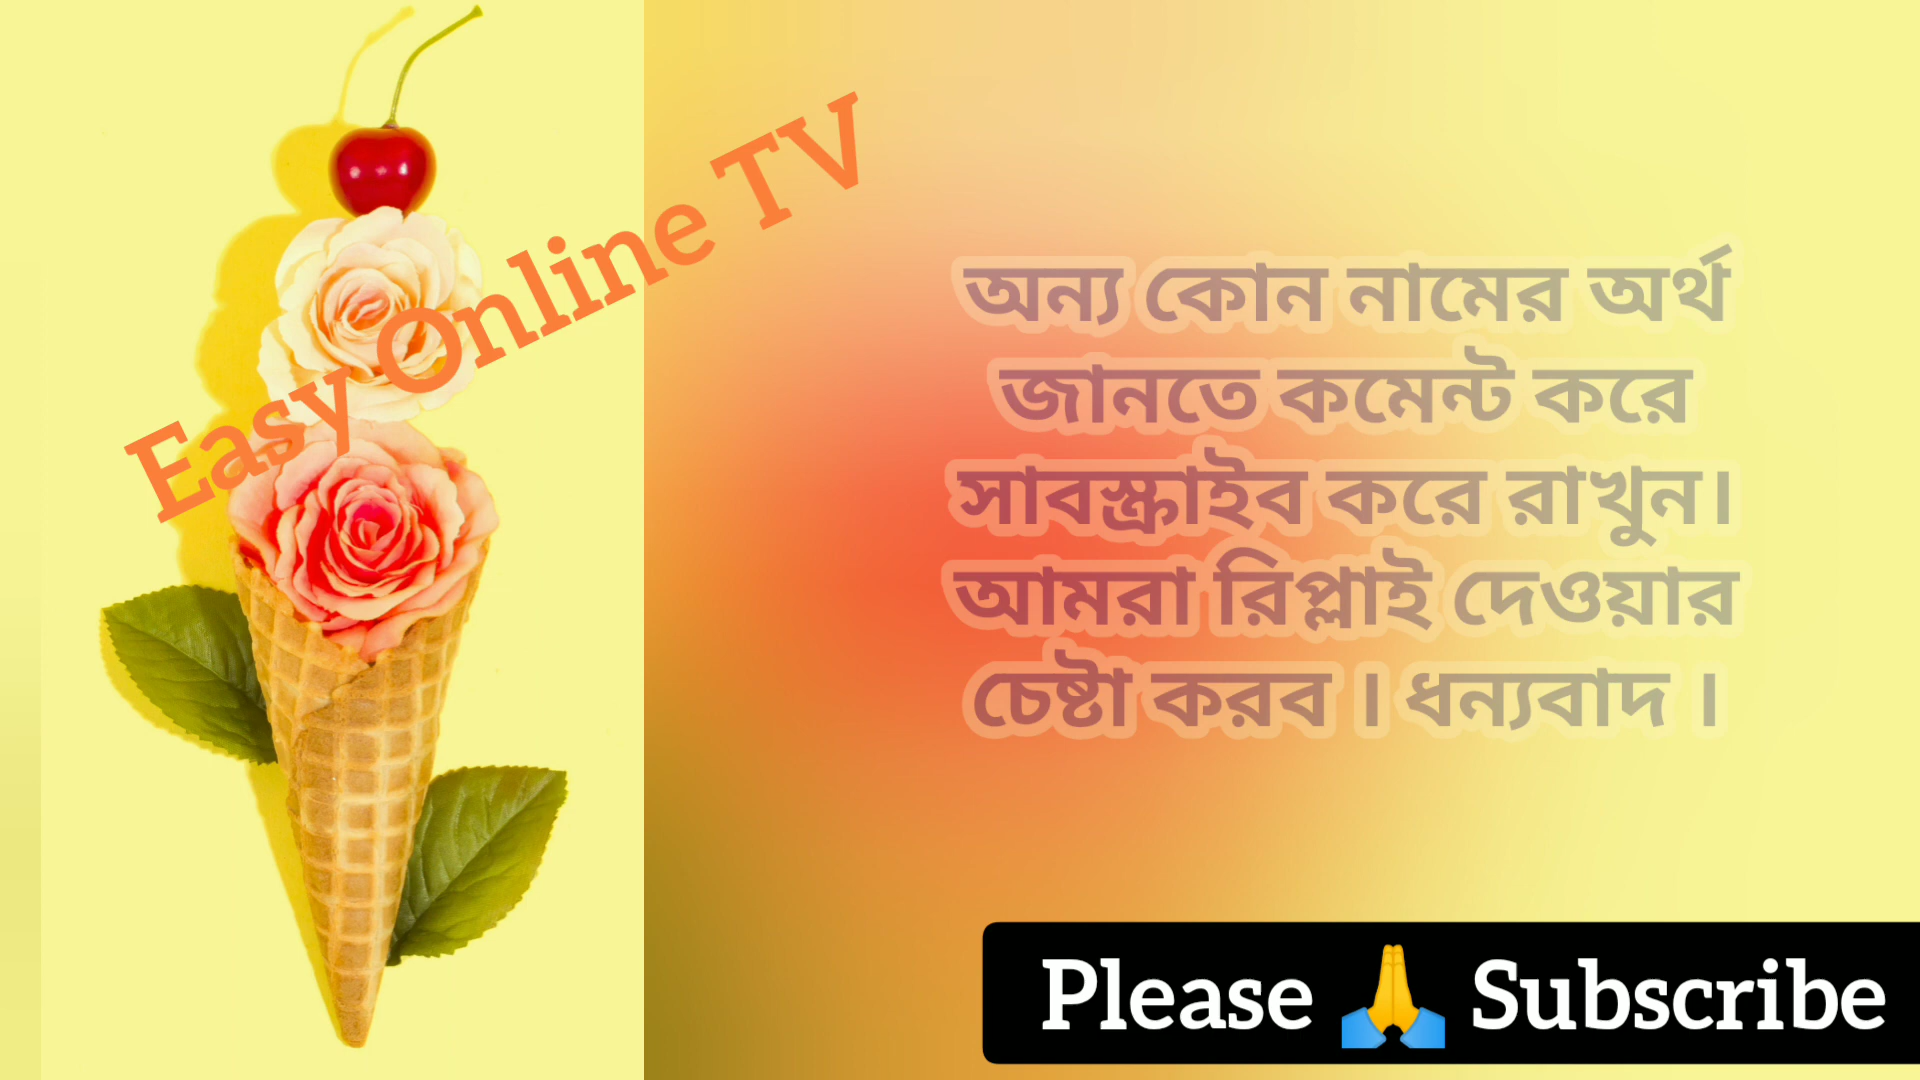 Easy Online TV
অন্য কোন নামের অর্থ
জানতে কমেন্ট করে
সাবস্ক্রাইব করে রাখুন।
আমরা রিপ্লাই দেওয়ার
চেষ্টা করব । ধন্যবাদ ।
Please 🙏 Subscribe